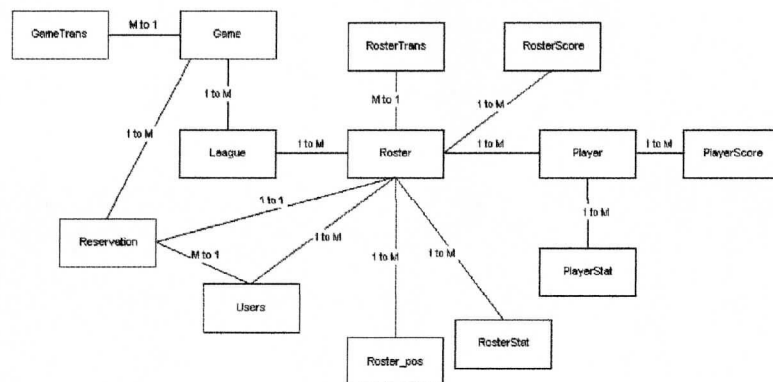 GameTrans
M to 1
Game
RosterTrans
RosterScore
1 to M
1 to M
M to 1
1 to M
League
1 to M
Roster
1 to M
Player
1 to M
PlayerScore
1 to 1
1 to M
Reservation
M to 1
1 to M
1 to M
1 to M
PlayerStat
Users
Roster_pos
RosterStat